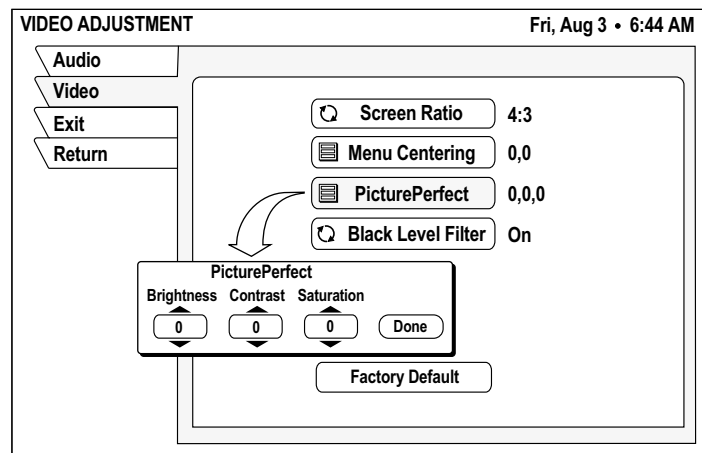 VIDEO ADJUSTMENT
Fri, Aug 3 • 6:44 AM
Audio
Video
Exit
Return
Screen Ratio 4:3
Menu Centering 0,0
PicturePerfect 0,0,0
Black Level Filter On
PicturePerfect
Brightness Contrast Saturation
0 0 0 Done
Factory Default